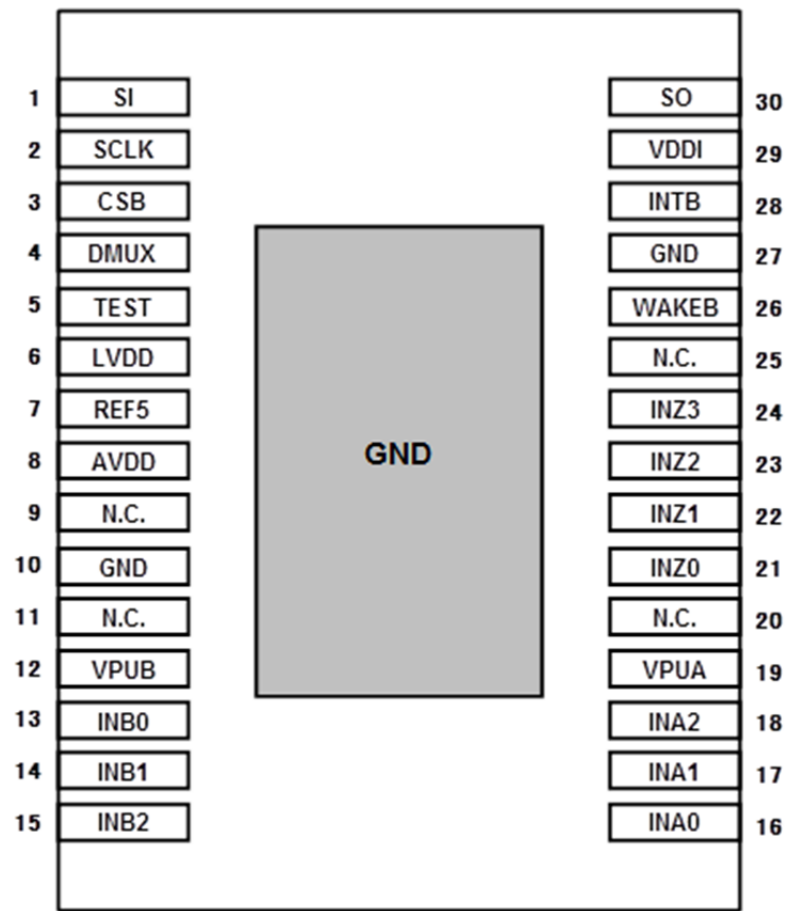 1 SI SO 30
2 SCLK VDDI 29
3 CSB INTB 28
4 DMUX GND 27
5 TEST WAKEB 26
6 LVDD N.C. 25
7 REF5 INZ3 24
8 AVDD GND INZ2 23
9 N.C. INZ1 22
10 GND INZ0 21
11 N.C. N.C. 20
12 VPUB VPUA 19
13 INB0 INA2 18
14 INB1 INA1 17
15 INB2 INA0 16